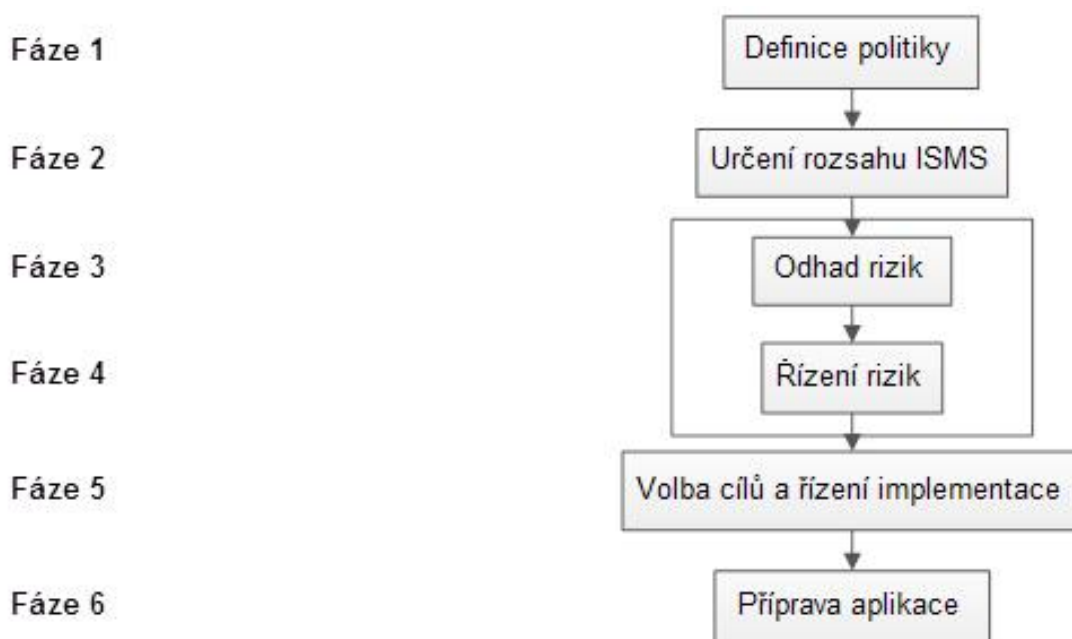 Fáze 1 Definice politiky
Fáze 2 Určení rozsahu ISMS
Fáze 3 Odhad rizik
Fáze 4 Řízení rizik
Fáze 5 Volba cílů a řízení implementace
Fáze 6 Příprava aplikace